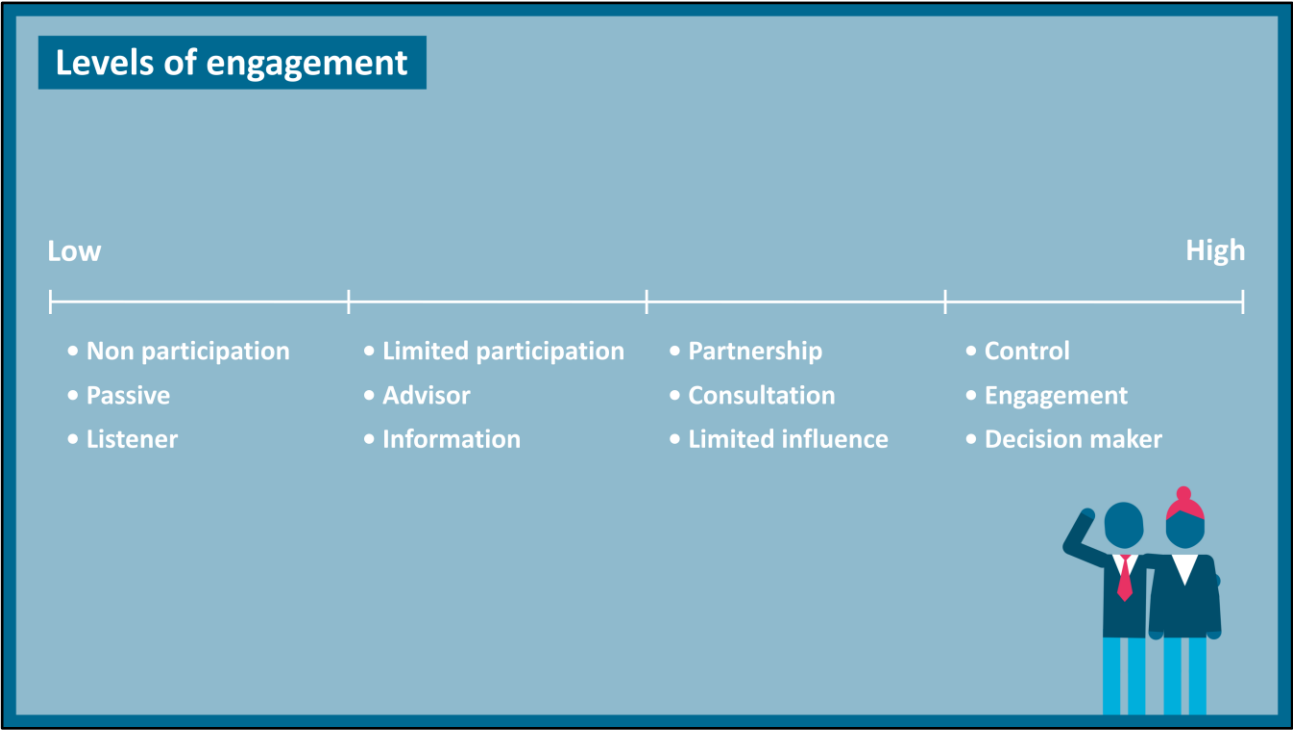 Levels of engagement
Low
High
• Non participation
• Passive
• Listener
• Limited participation
• Advisor
• Information
• Partnership
• Consultation
• Limited influence
• Control
• Engagement
• Decision maker